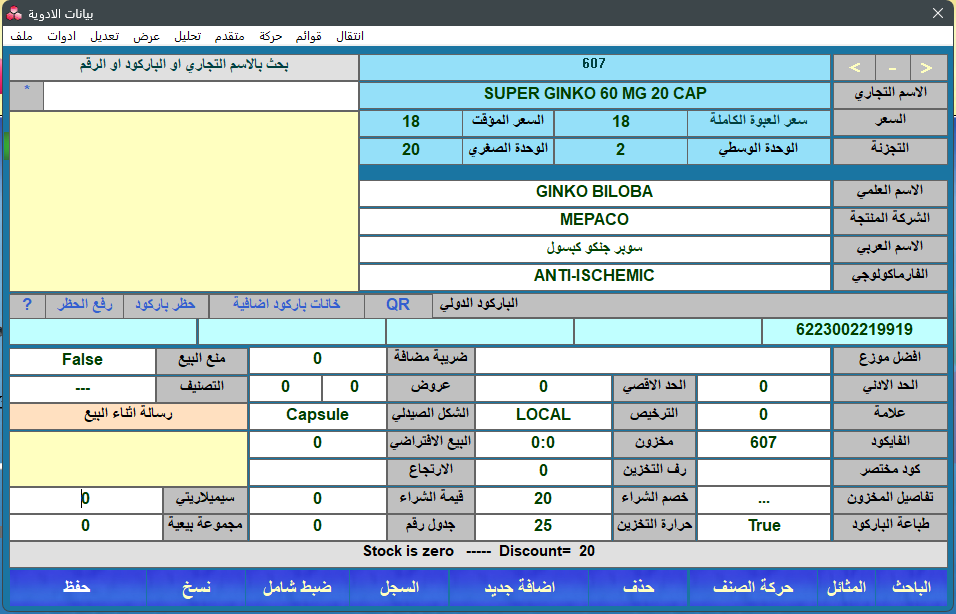 بيانات الادوية
ملف ادوات تعديل عرض تحليل متقدم حركة قوائم انتقال
بحث بالاسم التجاري او الباركود او الرقم
607
< - >
*
الاسم التجاري SUPER GINKO 60 MG 20 CAP
السعر سعر العبوة الكاملة 18 السعر المؤقت 18
التجزئة الوحدة الوسطي 2 الوحدة الصغري 20
الاسم العلمي GINKO BILOBA
الشركة المنتجة MEPACO
الاسم العربي سوبر جنكو كبسول
الفارماكولوجي ANTI-ISCHEMIC
الباركود الدولي QR خانات باركود اضافية حظر باركود رفع الحظر ?
6223002219919
افضل موزع ضريبة مضافة 0 منع البيع False
الحد الادني 0 الحد الاقصي 0 عروض 0 0 التصنيف ---
علامة 0 الترخيص LOCAL الشكل الصيدلي Capsule رسالة اثناء البيع
الفايكود 607 مخزون 0:0 البيع الافتراضي 0
كود مختصر رف التخزين 0 الارتجاع
تفاصيل المخزون ... خصم الشراء 20 قيمة الشراء 0 سيميلاريتي 0
طباعة الباركود True حرارة التخزين 25 جدول رقم 0 مجموعة بيعية 0
Stock is zero ----- Discount= 20
الباحث المثائل حركة الصنف حذف اضافة جديد السجل ضبط شامل نسخ حفظ